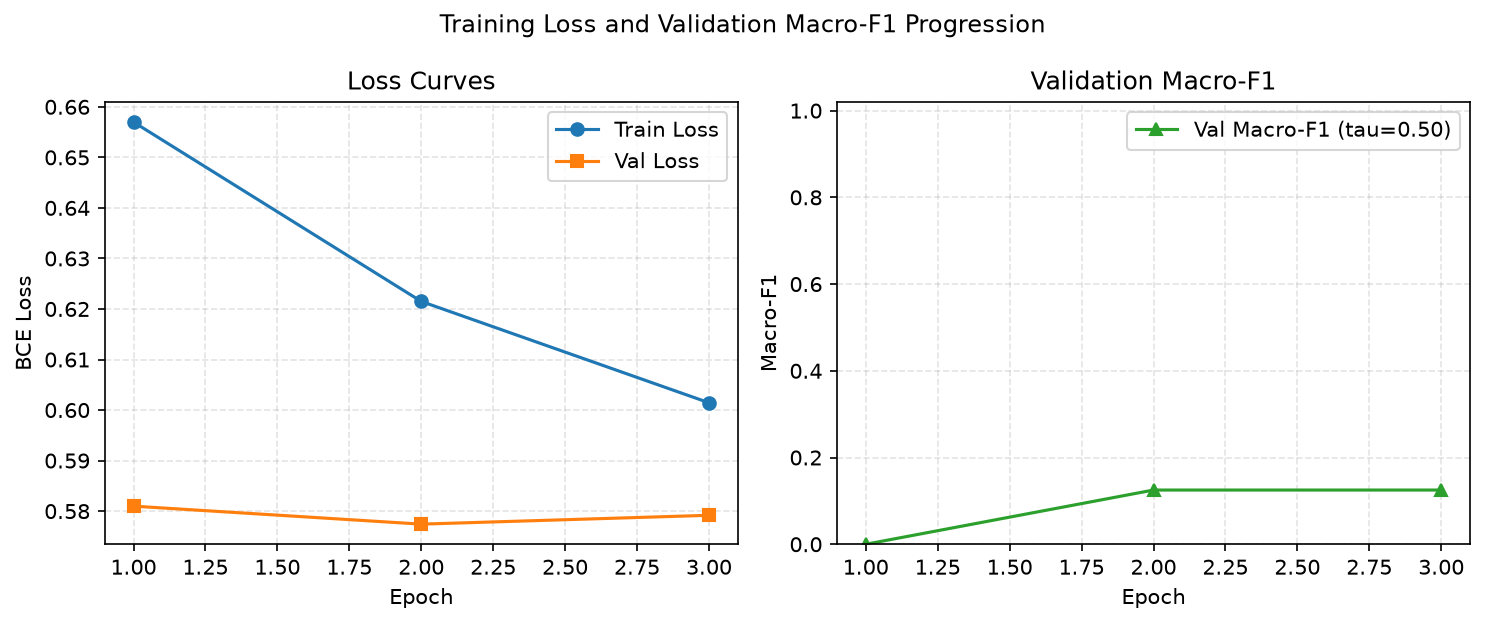 Training Loss and Validation Macro-F1 Progression
Loss Curves
BCE Loss
0.66
0.65
0.64
0.63
0.62
0.61
0.60
0.59
0.58
Train Loss
Val Loss
1.00 1.25 1.50 1.75 2.00 2.25 2.50 2.75 3.00
Epoch
Validation Macro-F1
Macro-F1
1.0
0.8
0.6
0.4
0.2
0.0
Val Macro-F1 (tau=0.50)
1.00 1.25 1.50 1.75 2.00 2.25 2.50 2.75 3.00
Epoch